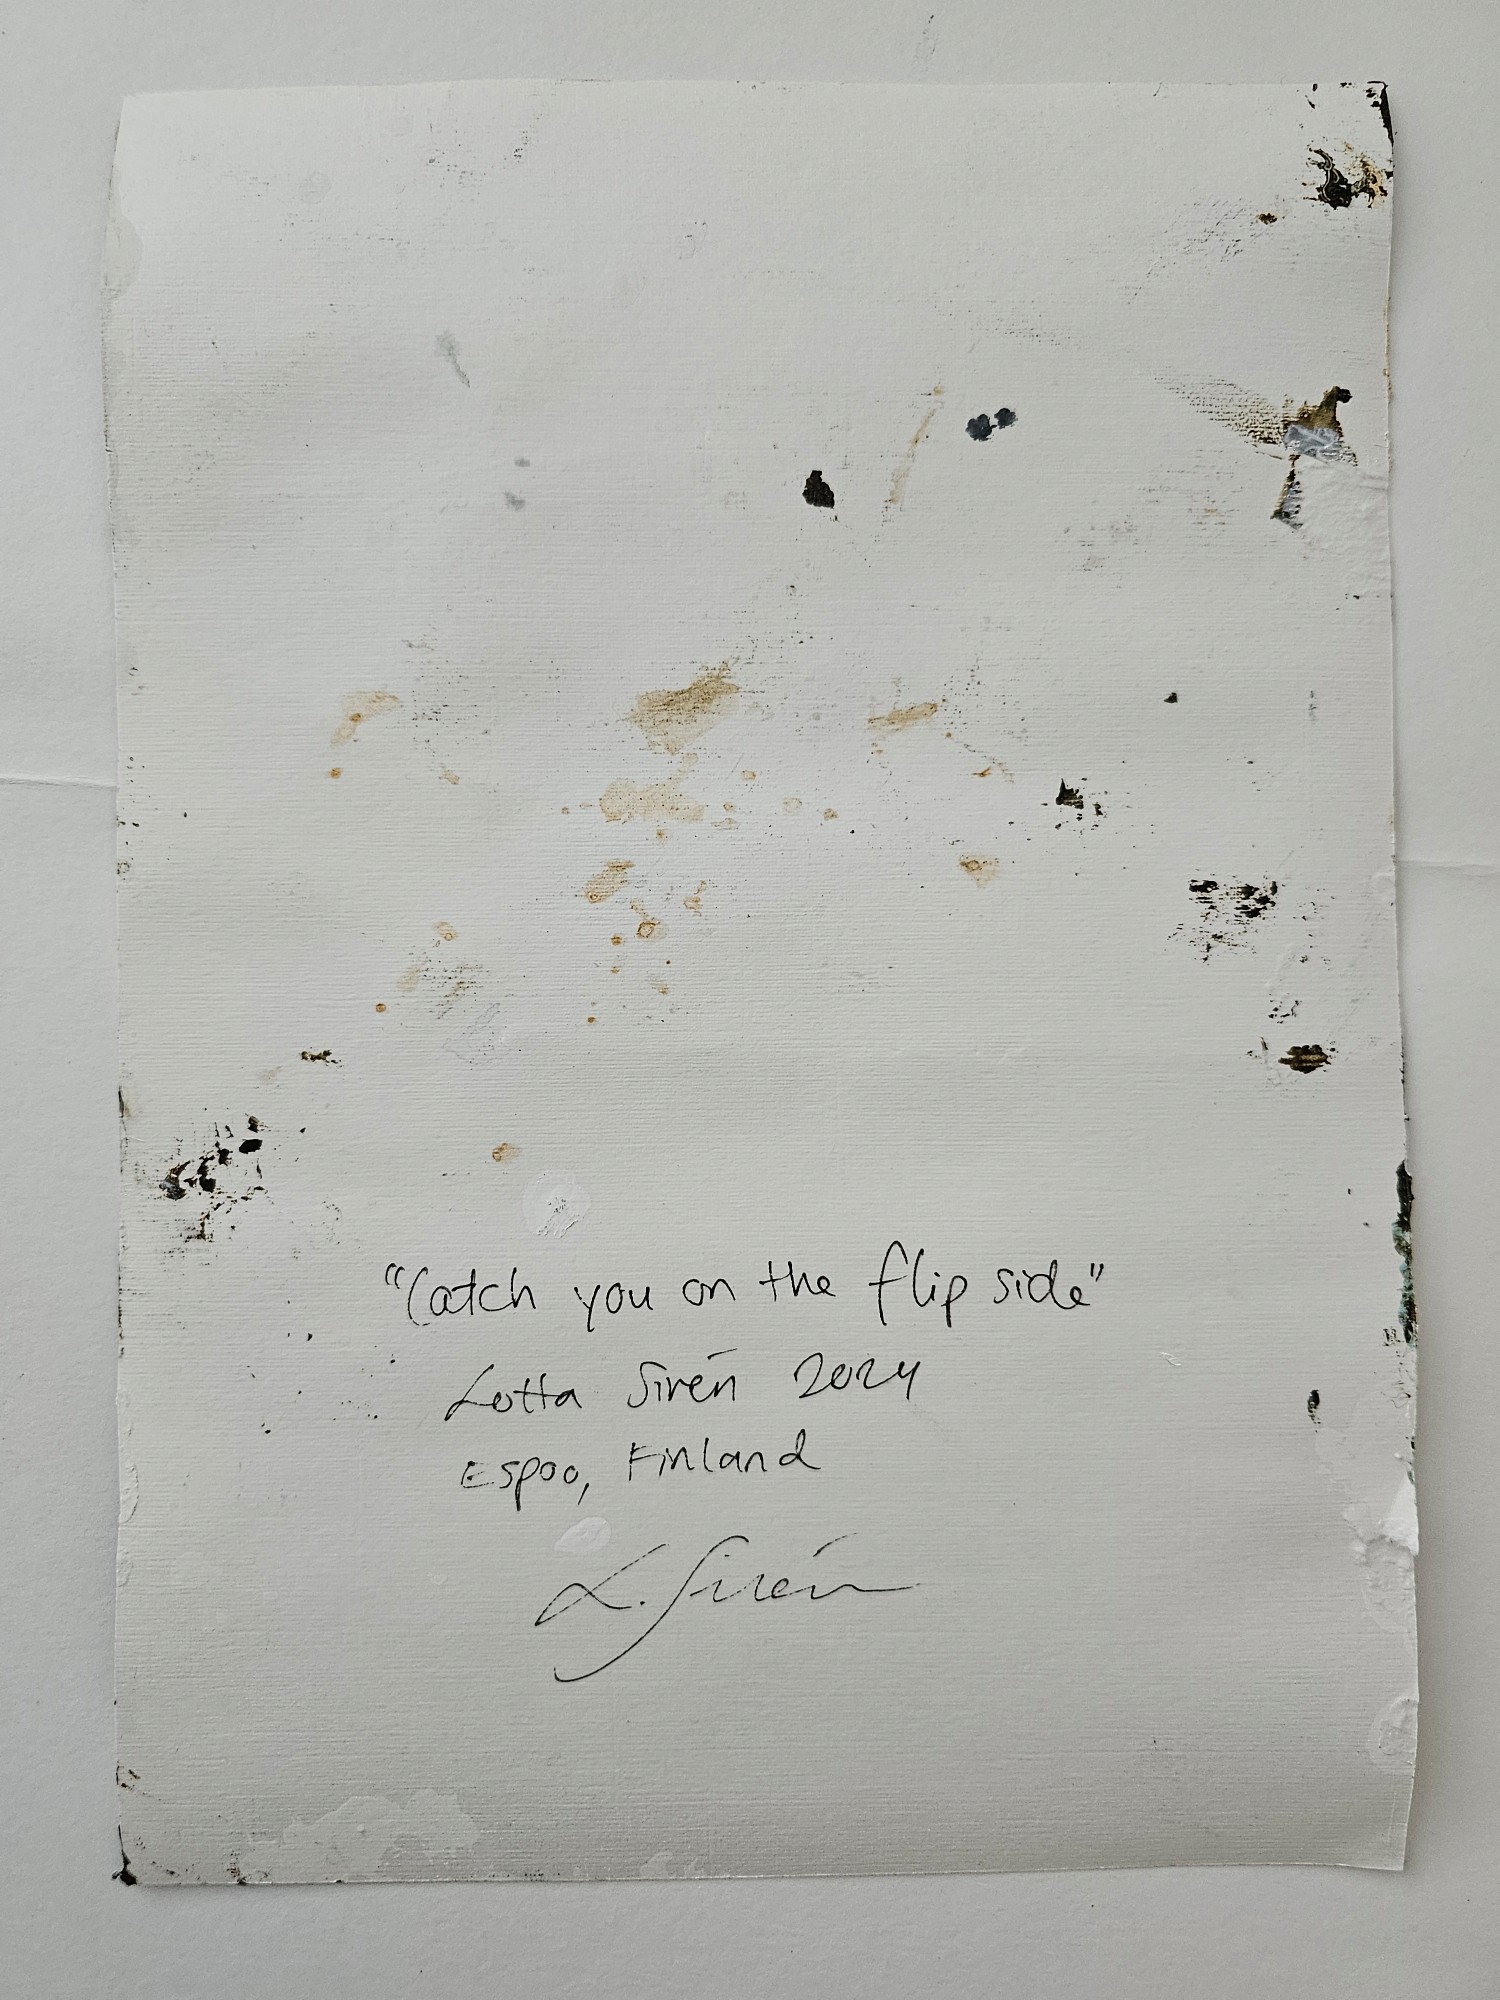 "Catch you on the flip side"
Lotta Sirén 2024
Espoo, Finland
L. Sirén